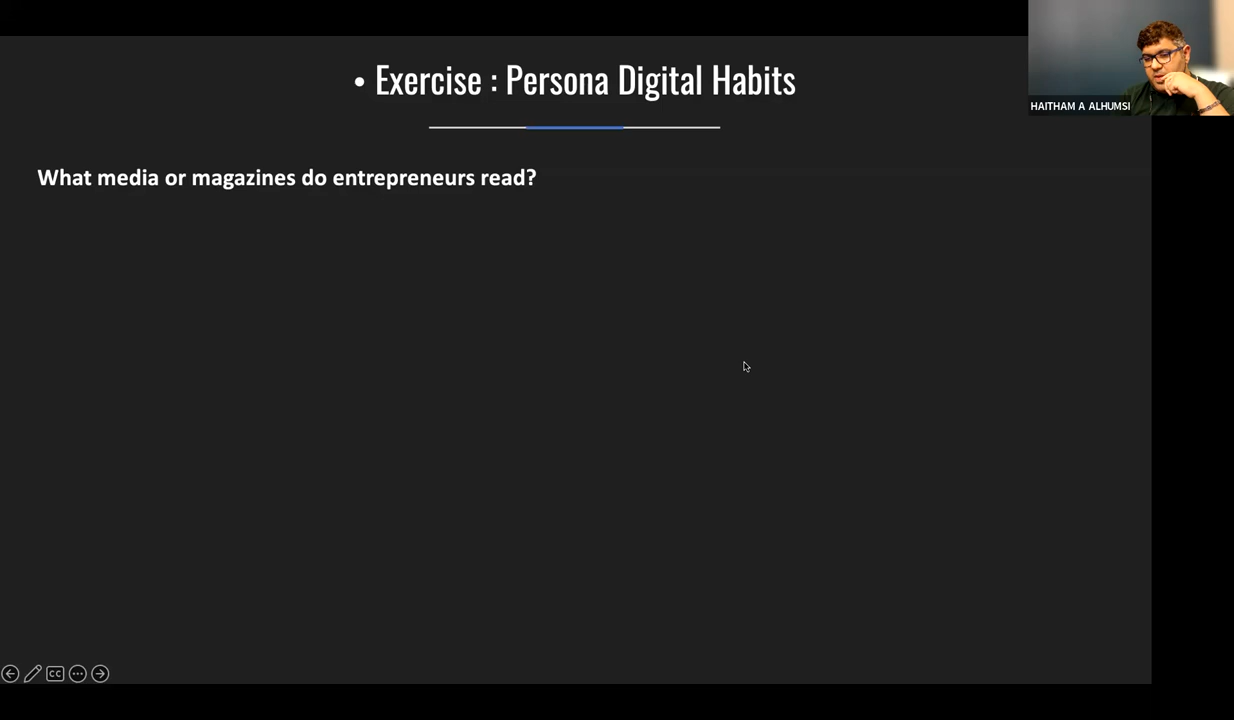 • Exercise : Persona Digital Habits
HAITHAM A ALHUMSI
What media or magazines do entrepreneurs read?
CC